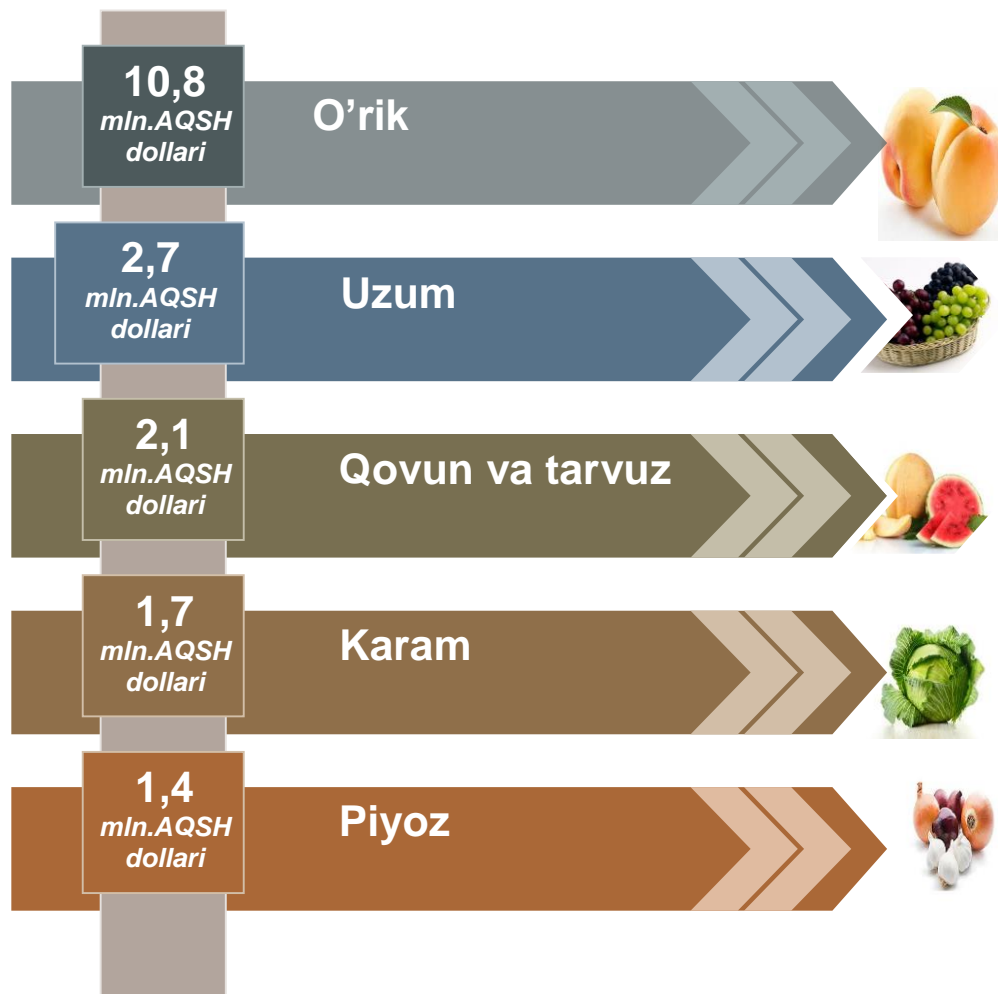 10,8
mln.AQSH
dollari
O’rik
2,7
mln.AQSH
dollari
Uzum
2,1
mln.AQSH
dollari
Qovun va tarvuz
1,7
mln.AQSH
dollari
Karam
1,4
mln.AQSH
dollari
Piyoz